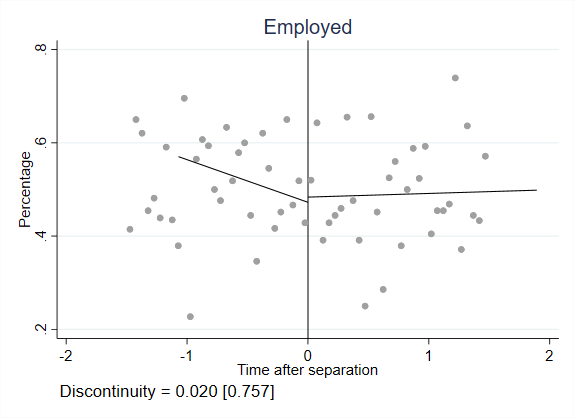 Employed
Percentage
.8
.6
.4
.2
-2 -1 0 1 2
Time after separation
Discontinuity = 0.020 [0.757]